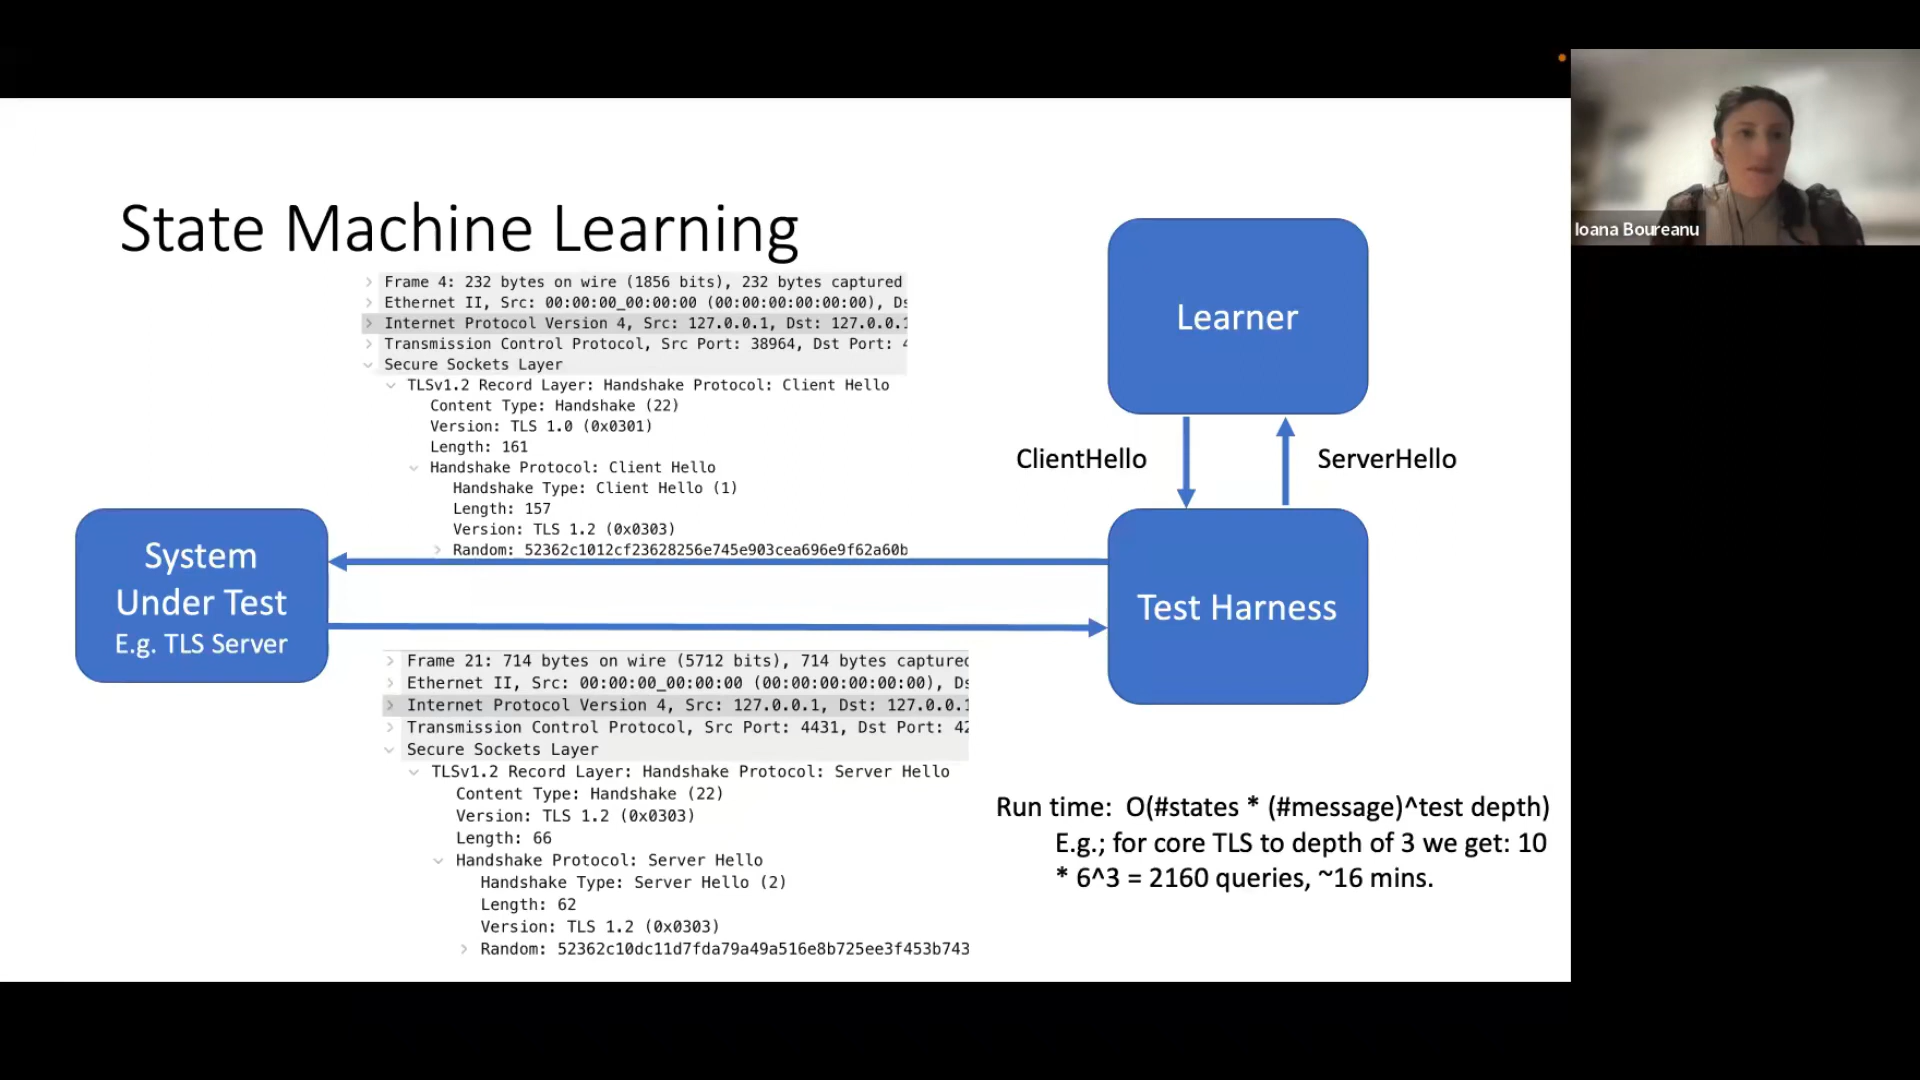 State Machine Learning
Frame 4: 232 bytes on wire (1856 bits), 232 bytes captured
Ethernet II, Src: 00:00:00_00:00:00 (00:00:00:00:00:00), Ds
Internet Protocol Version 4, Src: 127.0.0.1, Dst: 127.0.0.1
Transmission Control Protocol, Src Port: 38964, Dst Port: 4
Secure Sockets Layer
TLSv1.2 Record Layer: Handshake Protocol: Client Hello
Content Type: Handshake (22)
Version: TLS 1.0 (0x0301)
Length: 161
Handshake Protocol: Client Hello
Handshake Type: Client Hello (1)
Length: 157
Version: TLS 1.2 (0x0303)
Random: 52362c1012cf23628256e745e903cea696e9f62a60b
System
Under Test
E.g. TLS Server
Learner
ClientHello
ServerHello
Test Harness
Frame 21: 714 bytes on wire (5712 bits), 714 bytes captured
Ethernet II, Src: 00:00:00_00:00:00 (00:00:00:00:00:00), Ds
Internet Protocol Version 4, Src: 127.0.0.1, Dst: 127.0.0.1
Transmission Control Protocol, Src Port: 4431, Dst Port: 42
Secure Sockets Layer
TLSv1.2 Record Layer: Handshake Protocol: Server Hello
Content Type: Handshake (22)
Version: TLS 1.2 (0x0303)
Length: 66
Handshake Protocol: Server Hello
Handshake Type: Server Hello (2)
Length: 62
Version: TLS 1.2 (0x0303)
Random: 52362c10dc11d7fda79a49a516e8b725ee3f453b743
Run time: O(#states * (#message)^test depth)
E.g.; for core TLS to depth of 3 we get: 10
* 6^3 = 2160 queries, ~16 mins.
Ioana Boureanu